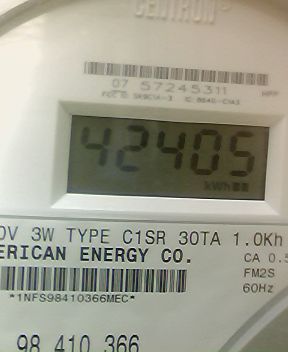 CENTRON
07 57245311
42405
kWh
0V 3W TYPE C1SR 30TA 1.0Kh
ERICAN ENERGY CO.
CA 0.5
*1NFS98410366MEC*
FM2S
60Hz
98 410 366